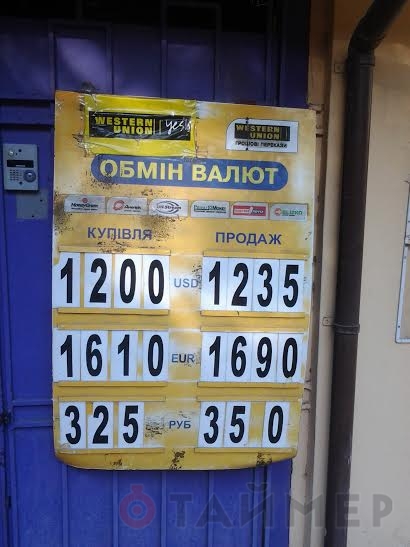 WESTERN UNION yes!
WESTERN UNION
ГРОШОВІ ПЕРЕКАЗИ
ОБМІН ВАЛЮТ
КУПІВЛЯ ПРОДАЖ
1200 USD 1235
1610 EUR 1690
325 РУБ 350
ТАЙМЕР